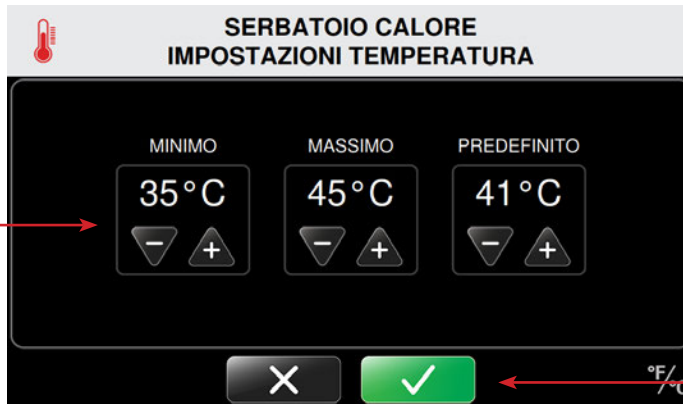 SERBATOIO CALORE
IMPOSTAZIONI TEMPERATURA
MINIMO MASSIMO PREDEFINITO
35°C 45°C 41°C
− + − + − +
°F/